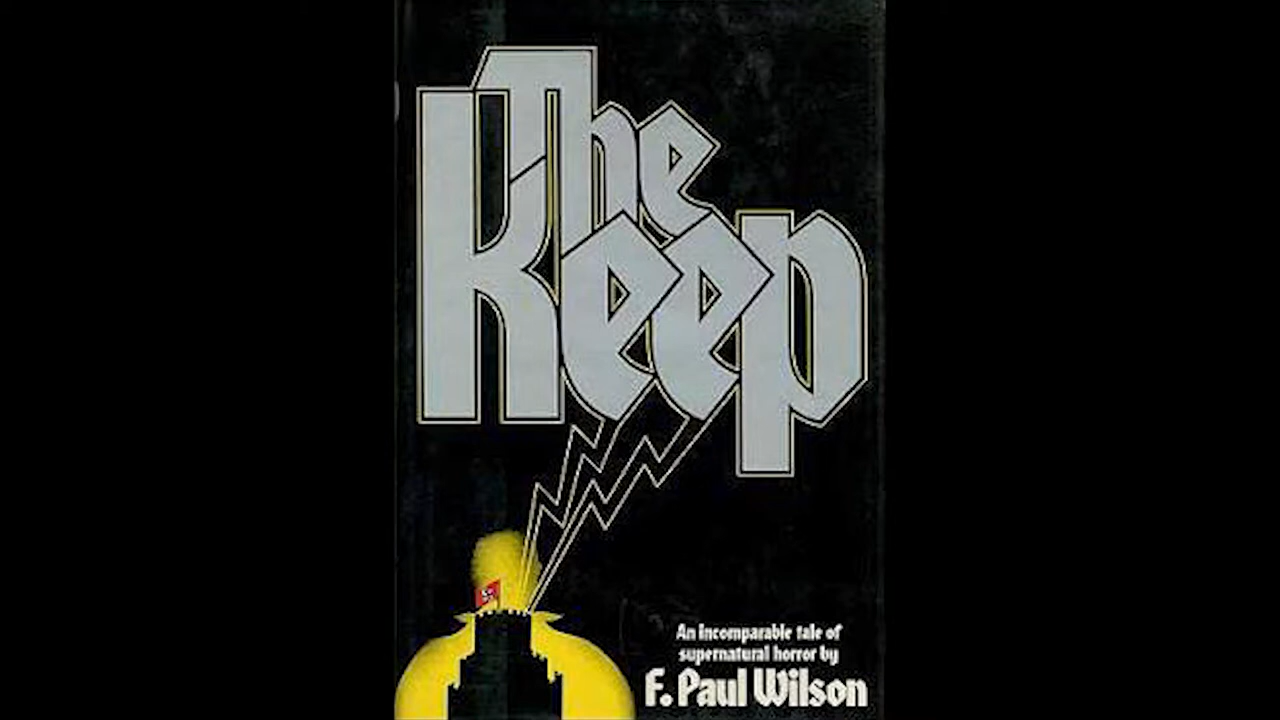 The
Keep
An incomparable tale of
supernatural horror by
F. Paul Wilson